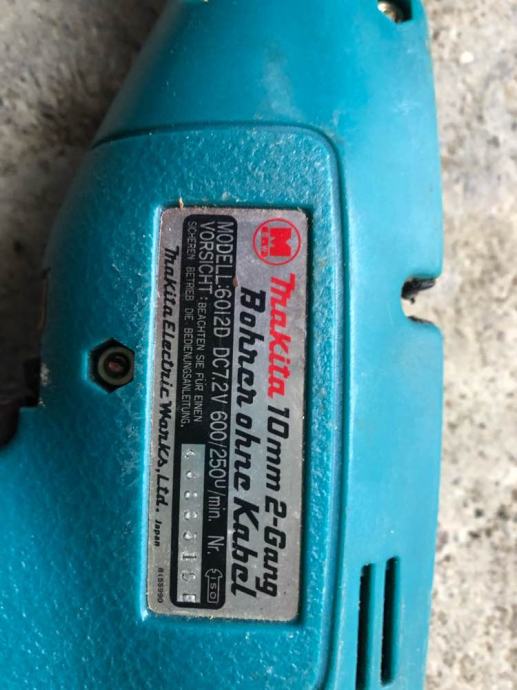 M
makita 10mm 2-Gang
Bohrer ohne Kabel
MODELL:6012D DC7.2V 600/250U/min. Nr.
VORSICHT: BEACHTEN SIE FÜR EINEN
SICHEREN BETRIEB DIE BEDIENUNGSANLEITUNG.
Makita Electric Works, Ltd. Japan